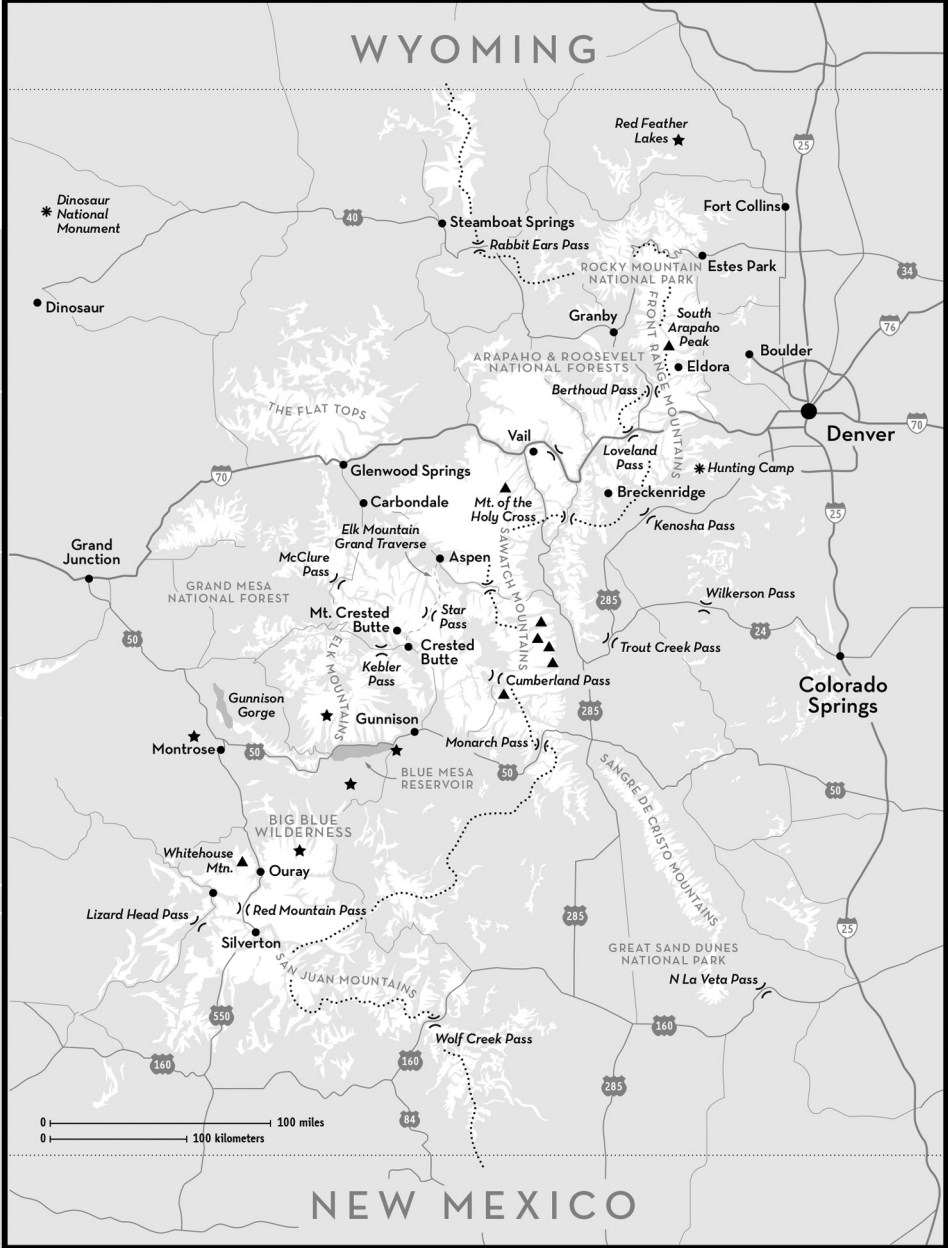 WYOMING
Red Feather
Lakes
25
Dinosaur
National
Monument
40
Steamboat Springs
Fort Collins
Rabbit Ears Pass
ROCKY MOUNTAIN
NATIONAL PARK
Estes Park
34
Dinosaur
Granby
FRONT RANGE MOUNTAINS
South
Arapaho
Peak
76
ARAPAHO & ROOSEVELT
NATIONAL FORESTS
Boulder
Eldora
Berthoud Pass
THE FLAT TOPS
Denver
70
Vail
Loveland
Pass
Hunting Camp
70
Glenwood Springs
Carbondale
Mt. of the
Holy Cross
Breckenridge
25
Kenosha Pass
Elk Mountain
Grand Traverse
Grand
Junction
McClure
Pass
Aspen
SAWATCH MOUNTAINS
GRAND MESA
NATIONAL FOREST
285
Wilkerson Pass
Mt. Crested
Butte
Star
Pass
24
50
Trout Creek Pass
Crested
Butte
ELK MOUNTAINS
Kebler
Pass
Cumberland Pass
Colorado
Springs
Gunnison
Gorge
285
Gunnison
Montrose
50
Monarch Pass
BLUE MESA
RESERVOIR
50
SANGRE DE CRISTO MOUNTAINS
50
BIG BLUE
WILDERNESS
Whitehouse
Mtn.
Ouray
Lizard Head Pass
Red Mountain Pass
285
25
Silverton
GREAT SAND DUNES
NATIONAL PARK
SAN JUAN MOUNTAINS
N La Veta Pass
550
160
Wolf Creek Pass
160
160
285
84
0 100 miles
0 100 kilometers
NEW MEXICO